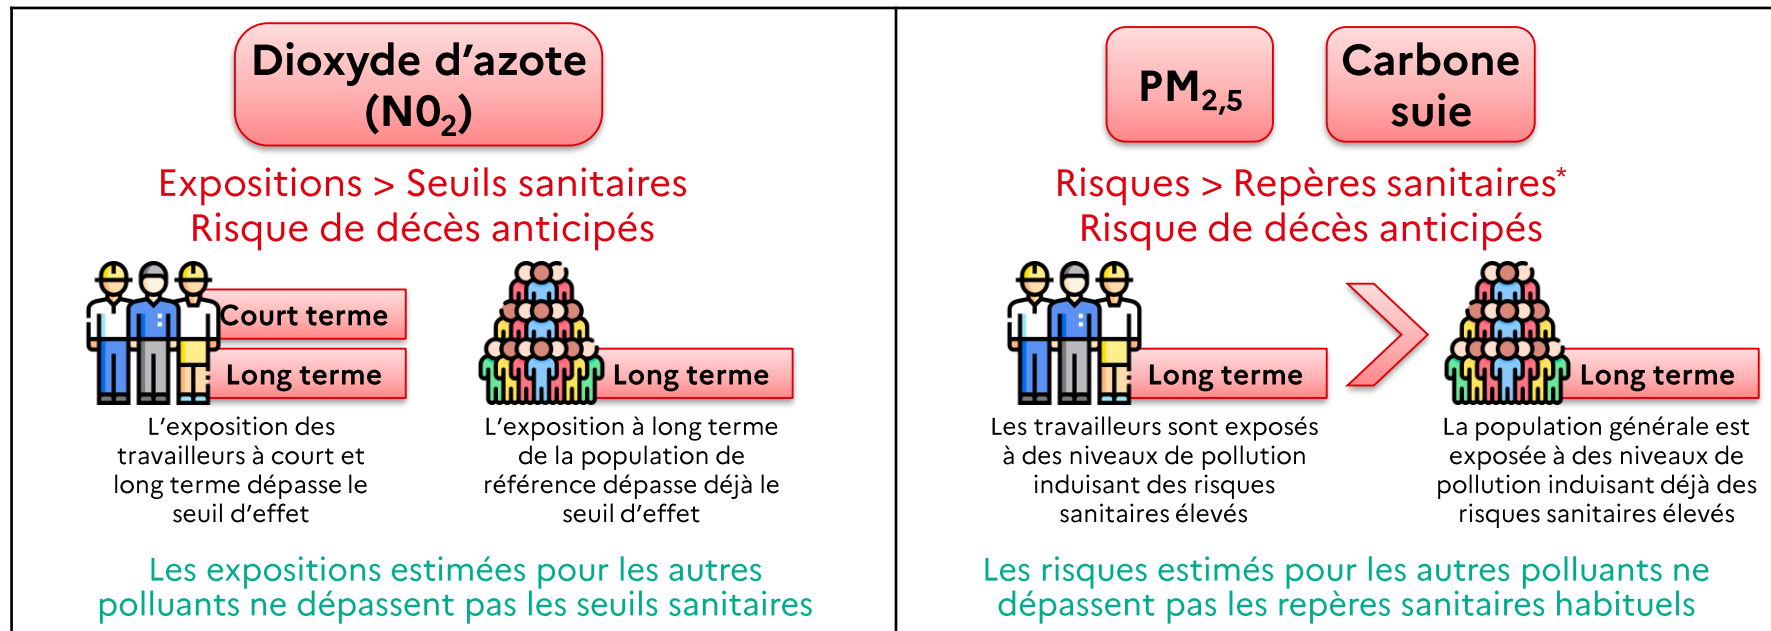 Dioxyde d'azote
(N0₂)
Expositions > Seuils sanitaires
Risque de décès anticipés
Court terme
Long terme
L'exposition des
travailleurs à court et
long terme dépasse le
seuil d'effet
Long terme
L'exposition à long terme
de la population de
référence dépasse déjà le
seuil d'effet
Les expositions estimées pour les autres
polluants ne dépassent pas les seuils sanitaires
PM₂,₅
Carbone
suie
Risques > Repères sanitaires*
Risque de décès anticipés
Long terme
Les travailleurs sont exposés
à des niveaux de pollution
induisant des risques
sanitaires élevés
Long terme
La population générale est
exposée à des niveaux de
pollution induisant déjà des
risques sanitaires élevés
Les risques estimés pour les autres polluants ne
dépassent pas les repères sanitaires habituels